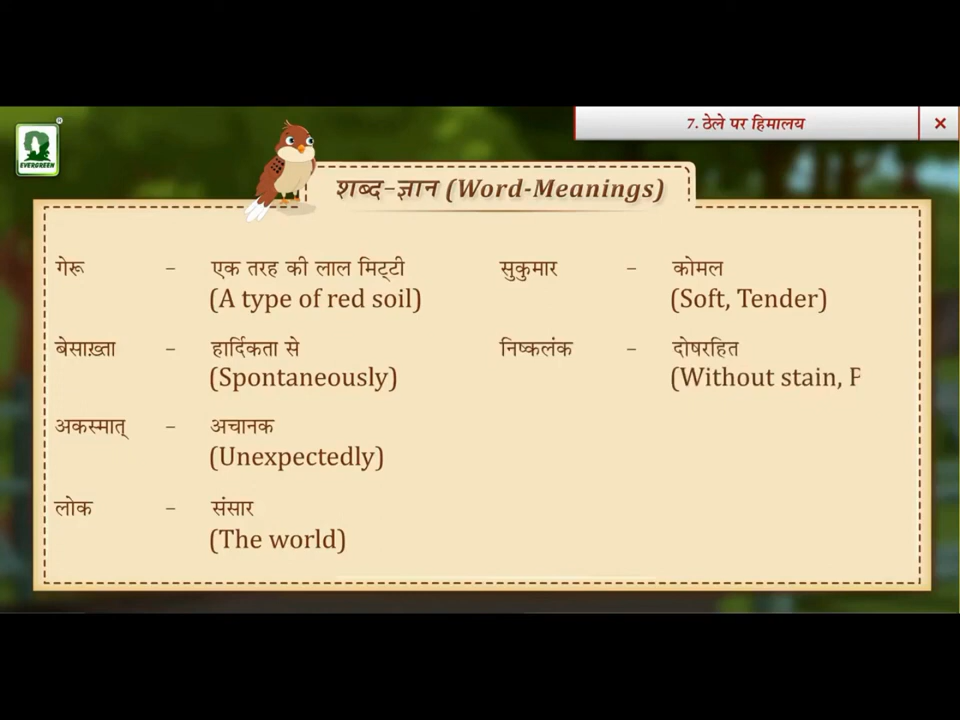 EVERGREEN
7. ठेले पर हिमालय
×
शब्द-ज्ञान (Word-Meanings)
गेरू – एक तरह की लाल मिट्टी
(A type of red soil)
बेसाख़्ता – हार्दिकता से
(Spontaneously)
अकस्मात् – अचानक
(Unexpectedly)
लोक – संसार
(The world)
सुकुमार – कोमल
(Soft, Tender)
निष्कलंक – दोषरहित
(Without stain,